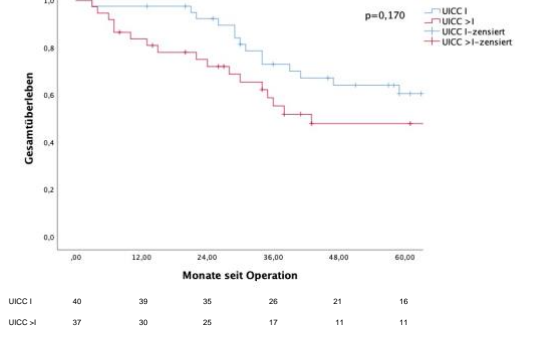 1,0
p=0,170
UICC I
UICC >I
UICC I-zensiert
UICC >I-zensiert
0,8
0,6
0,4
0,2
0,0
Gesamtüberleben
,00 12,00 24,00 36,00 48,00 60,00
Monate seit Operation
UICC I 40 39 35 26 21 16
UICC >I 37 30 25 17 11 11